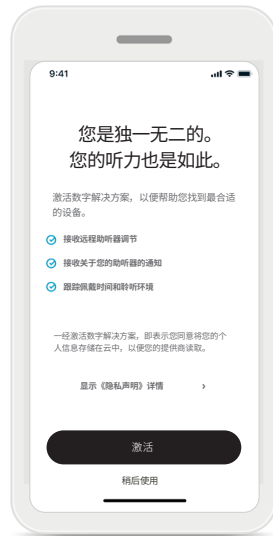 9:41
您是独一无二的。
您的听力也是如此。
激活数字解决方案，以便帮助您找到最合适
的设备。
接收远程助听器调节
接收关于您的助听器的通知
跟踪佩戴时间和聆听环境
一经激活数字解决方案，即表示您同意将您的个
人信息存储在云中，以便您的提供商读取。
显示《隐私声明》详情
激活
稍后使用